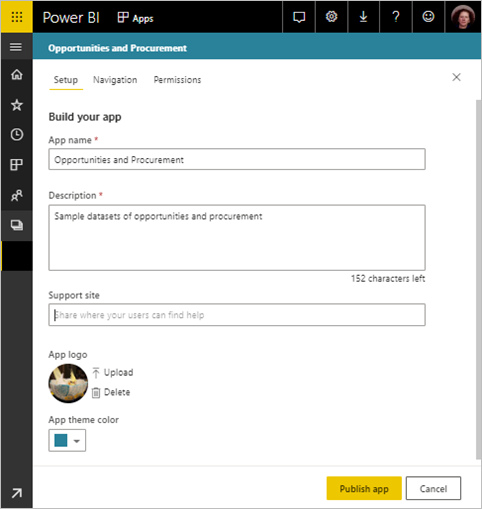 Power BI Apps ?
Opportunities and Procurement
Setup Navigation Permissions
Build your app
App name *
Opportunities and Procurement
Description *
Sample datasets of opportunities and procurement
152 characters left
Support site
Share where your users can find help
App logo
Upload
Delete
App theme color
Publish app Cancel